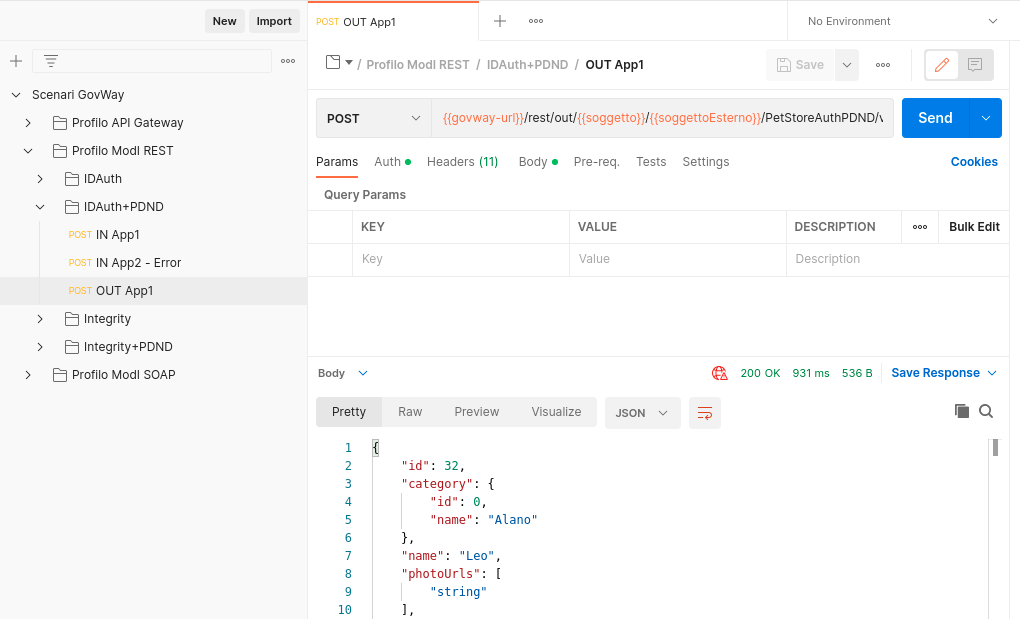 New Import
POST OUT App1
No Environment
Scenari GovWay
Profilo API Gateway
Profilo ModI REST
IDAuth
IDAuth+PDND
POST IN App1
POST IN App2 - Error
POST OUT App1
Integrity
Integrity+PDND
Profilo ModI SOAP
/ Profilo ModI REST / IDAuth+PDND / OUT App1
Save
POST
{{govway-url}}/rest/out/{{soggetto}}/{{soggettoEsterno}}/PetStoreAuthPDND/v
Send
Params Auth Headers (11) Body Pre-req. Tests Settings Cookies
Query Params
KEY VALUE DESCRIPTION Bulk Edit
Key Value Description
Body 200 OK 931 ms 536 B Save Response
Pretty Raw Preview Visualize JSON
1 {
2 "id": 32,
3 "category": {
4 "id": 0,
5 "name": "Alano"
6 },
7 "name": "Leo",
8 "photoUrls": [
9 "string"
10 ],